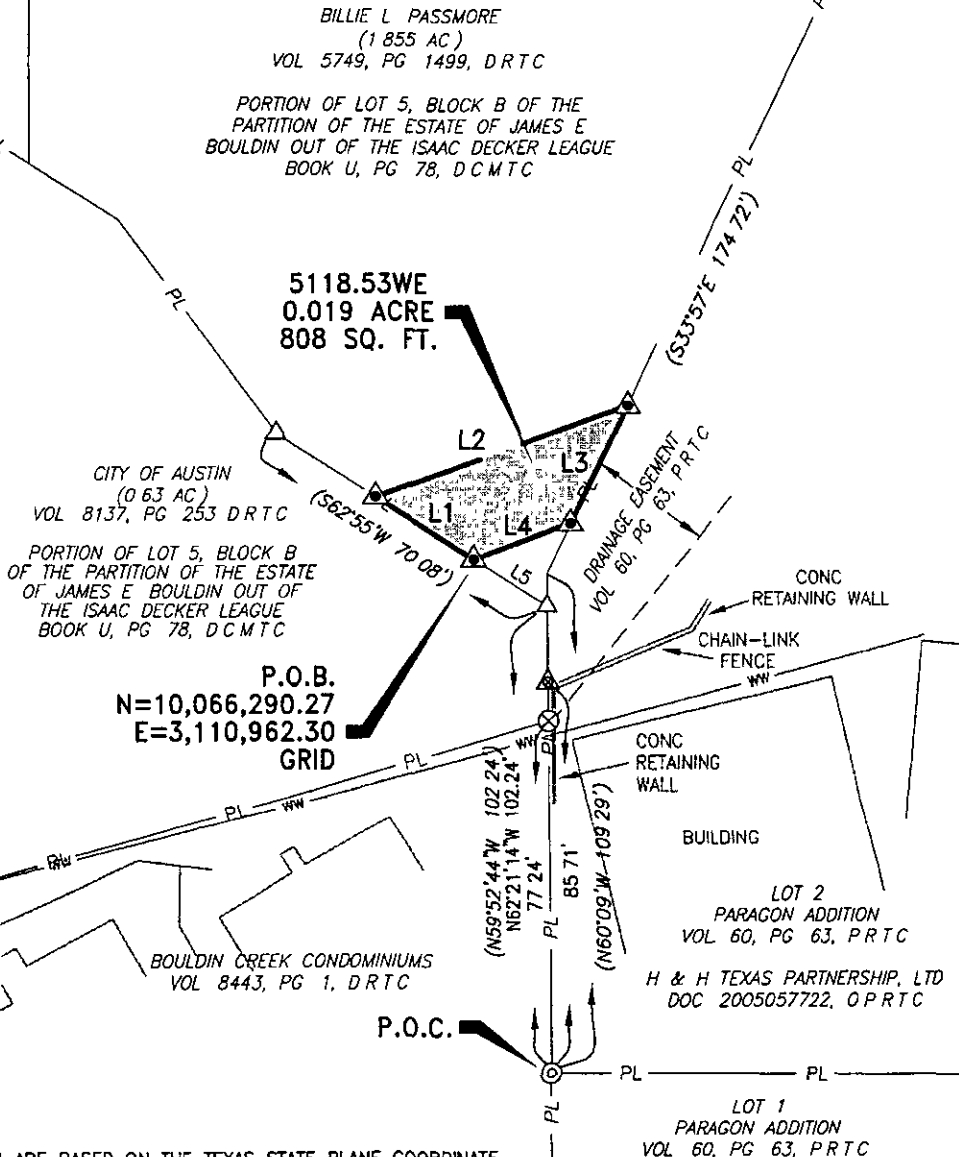 BILLIE L PASSMORE
(1 855 AC)
VOL 5749, PG 1499, D R T C
PORTION OF LOT 5, BLOCK B OF THE
PARTITION OF THE ESTATE OF JAMES E
BOULDIN OUT OF THE ISAAC DECKER LEAGUE
BOOK U, PG 78, D C M T C
PL
PL
(S33°57'E 174 72')
PL
5118.53WE
0.019 ACRE
808 SQ. FT.
L2
L3
L1
L4
L5
PL
DRAINAGE EASEMENT
VOL 60, PG 63, P R T C
CITY OF AUSTIN
(0 63 AC)
VOL 8137, PG 253 D R T C
(S62°55'W 70 08')
PORTION OF LOT 5, BLOCK B
OF THE PARTITION OF THE ESTATE
OF JAMES E BOULDIN OUT OF
THE ISAAC DECKER LEAGUE
BOOK U, PG 78, D C M T C
CONC
RETAINING WALL
CHAIN-LINK
FENCE
P.O.B.
N=10,066,290.27
E=3,110,962.30
GRID
WW
WW
PL
PL
CONC
RETAINING
WALL
PL
WW
PL
(N59°52'44"W 102 24')
N62°21'14"W 102.24'
77 24'
85 71'
(N60°09'W 109 29')
PL
BUILDING
LOT 2
PARAGON ADDITION
VOL 60, PG 63, P R T C
BOULDIN CREEK CONDOMINIUMS
VOL 8443, PG 1, D R T C
H & H TEXAS PARTNERSHIP, LTD
DOC 2005057722, O P R T C
P.O.C.
PL
PL
PL
LOT 1
PARAGON ADDITION
VOL 60, PG 63, P R T C
ARE BASED ON THE TEXAS STATE PLANE COORDINATE